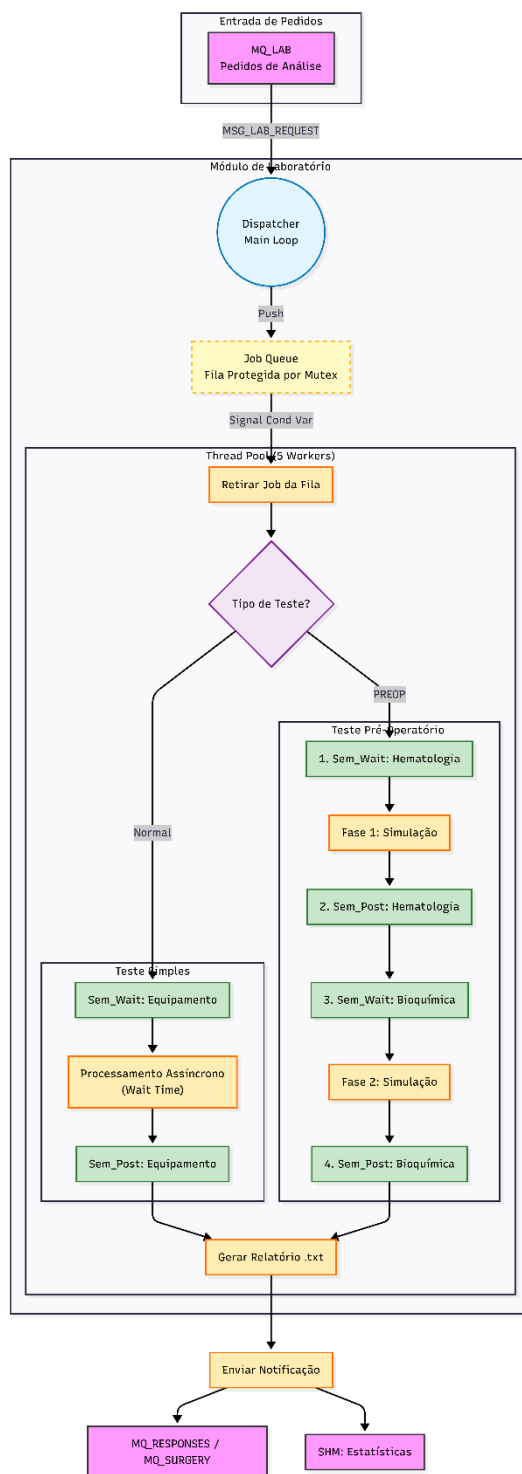 Entrada de Pedidos
MQ_LAB
Pedidos de Análise
MSG_LAB_REQUEST
Módulo de Laboratório
Dispatcher
Main Loop
Push
Job Queue
Fila Protegida por Mutex
Signal Cond Var
Thread Pool (5 Workers)
Retirar Job da Fila
Tipo de Teste?
PREOP
Teste Pré-Operatório
1. Sem_Wait: Hematologia
Fase 1: Simulação
Normal
2. Sem_Post: Hematologia
Teste Simples
Sem_Wait: Equipamento
3. Sem_Wait: Bioquímica
Processamento Assíncrono
(Wait Time)
Fase 2: Simulação
Sem_Post: Equipamento
4. Sem_Post: Bioquímica
Gerar Relatório .txt
Enviar Notificação
MQ_RESPONSES /
MQ_SURGERY
SHM: Estatísticas